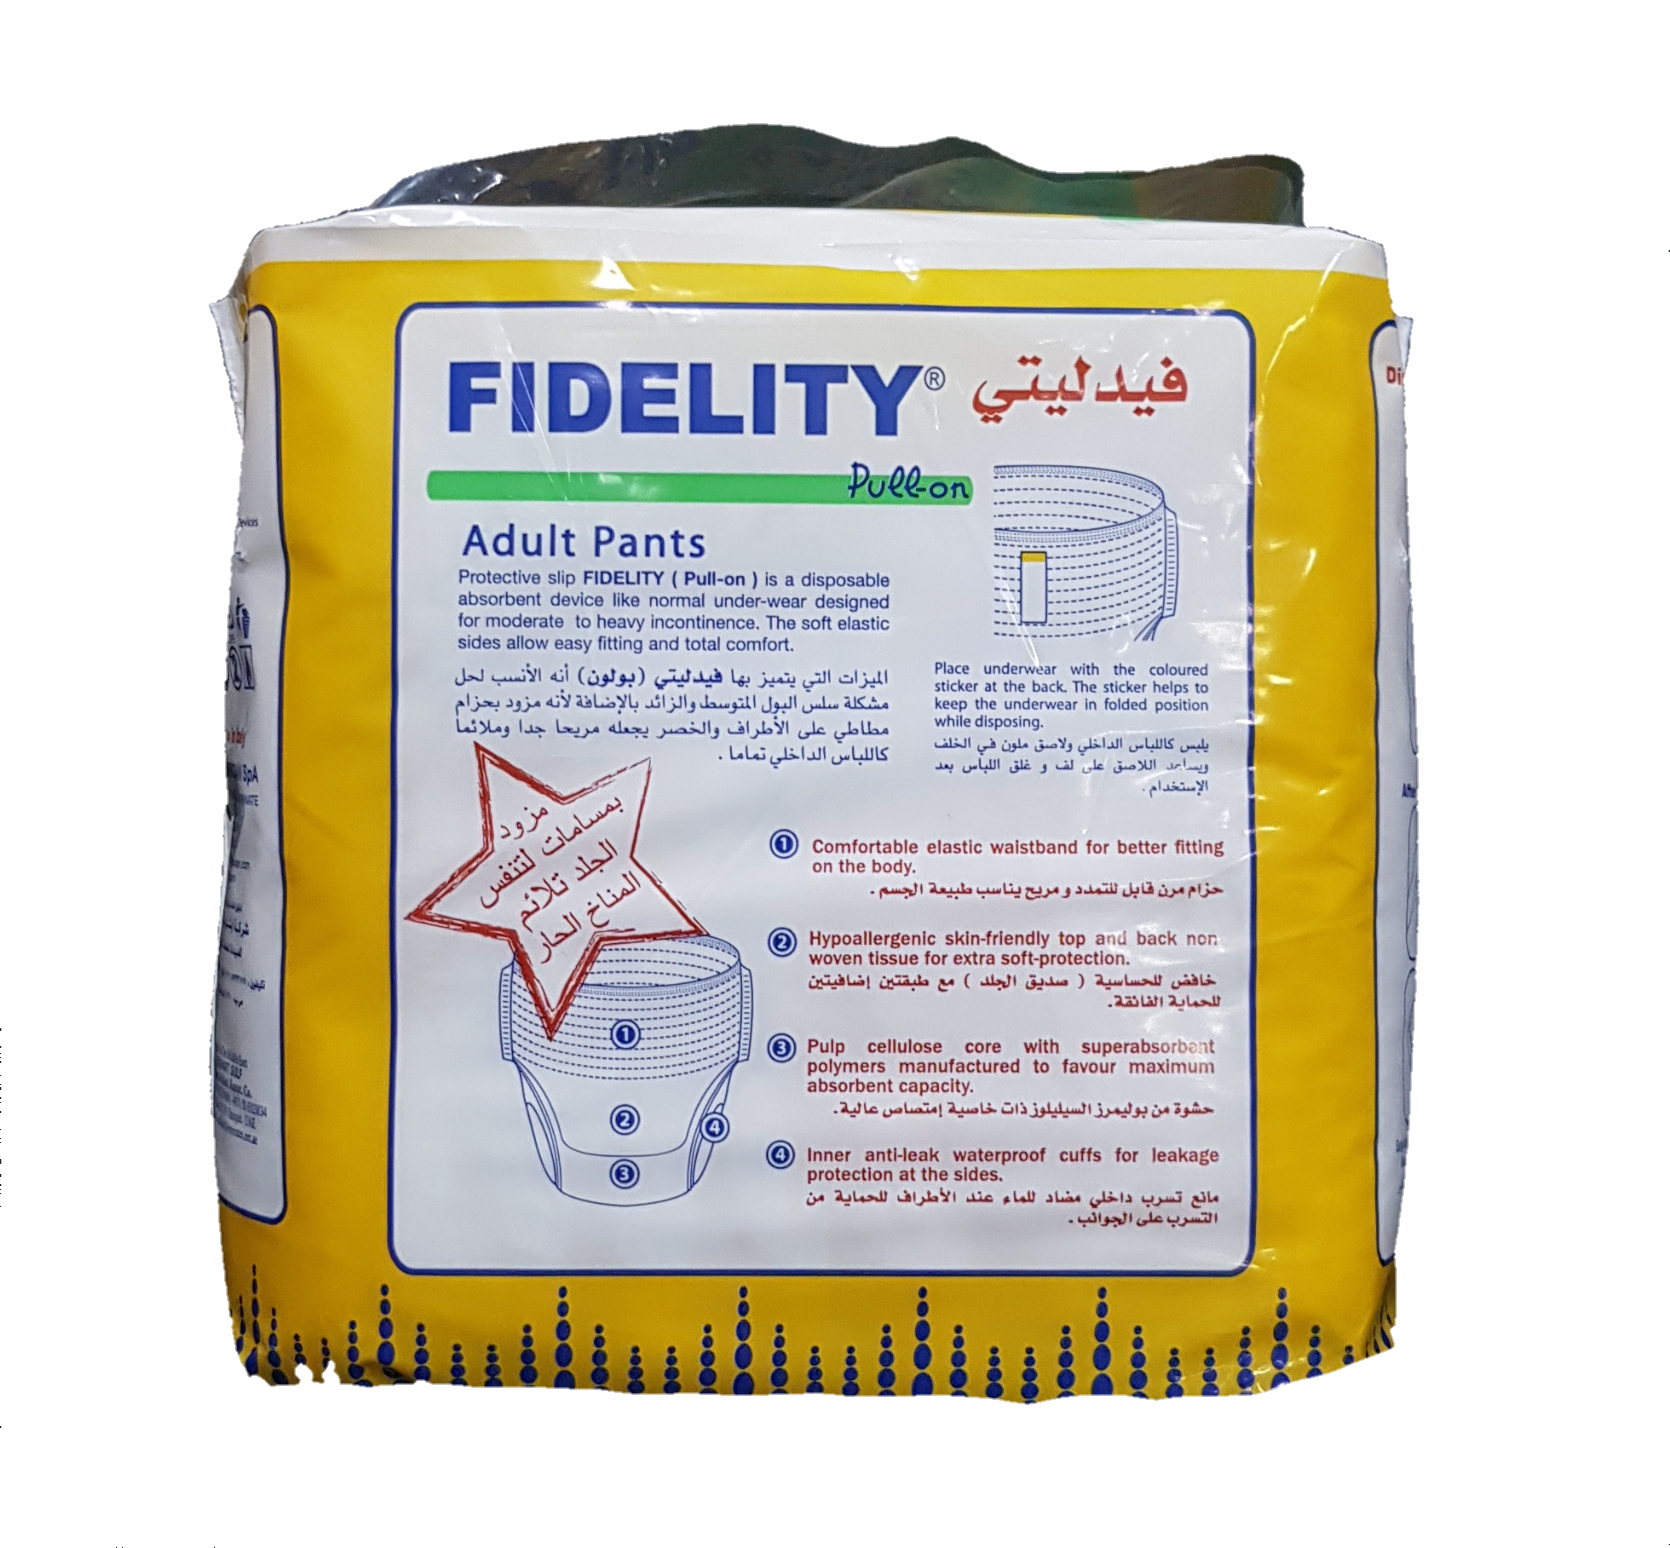 FIDELITY® فيدليتي
Pull-on
Adult Pants
Protective slip FIDELITY ( Pull-on ) is a disposable
absorbent device like normal under-wear designed
for moderate to heavy incontinence. The soft elastic
sides allow easy fitting and total comfort.
الميزات التي يتميز بها فيدليتي (بولون) أنه الأنسب لحل
مشكلة سلس البول المتوسط والزائد بالإضافة لأنه مزود بحزام
مطاطي على الأطراف والخصر يجعله مريحا جدا وملائما
كاللباس الداخلي تماما .
Place underwear with the coloured
sticker at the back. The sticker helps to
keep the underwear in folded position
while disposing.
يلبس كاللباس الداخلي ولاصق ملون في الخلف
ويساعد اللاصق على لف و غلق اللباس بعد
الإستخدام .
مزود
بمسامات لتنفس
الجلد تلائم
المناخ الحار
1 Comfortable elastic waistband for better fitting
on the body.
حزام مرن قابل للتمدد و مريح يناسب طبيعة الجسم .
2 Hypoallergenic skin-friendly top and back non
woven tissue for extra soft-protection.
خافض للحساسية ( صديق الجلد ) مع طبقتين إضافيتين
للحماية الفائقة.
3 Pulp cellulose core with superabsorbant
polymers manufactured to favour maximum
absorbent capacity.
حشوة من بوليمرز السيليلوز ذات خاصية إمتصاص عالية.
4 Inner anti-leak waterproof cuffs for leakage
protection at the sides.
مانع تسرب داخلي مضاد للماء عند الأطراف للحماية من
التسرب على الجوانب .
1
2
4
3
SpA